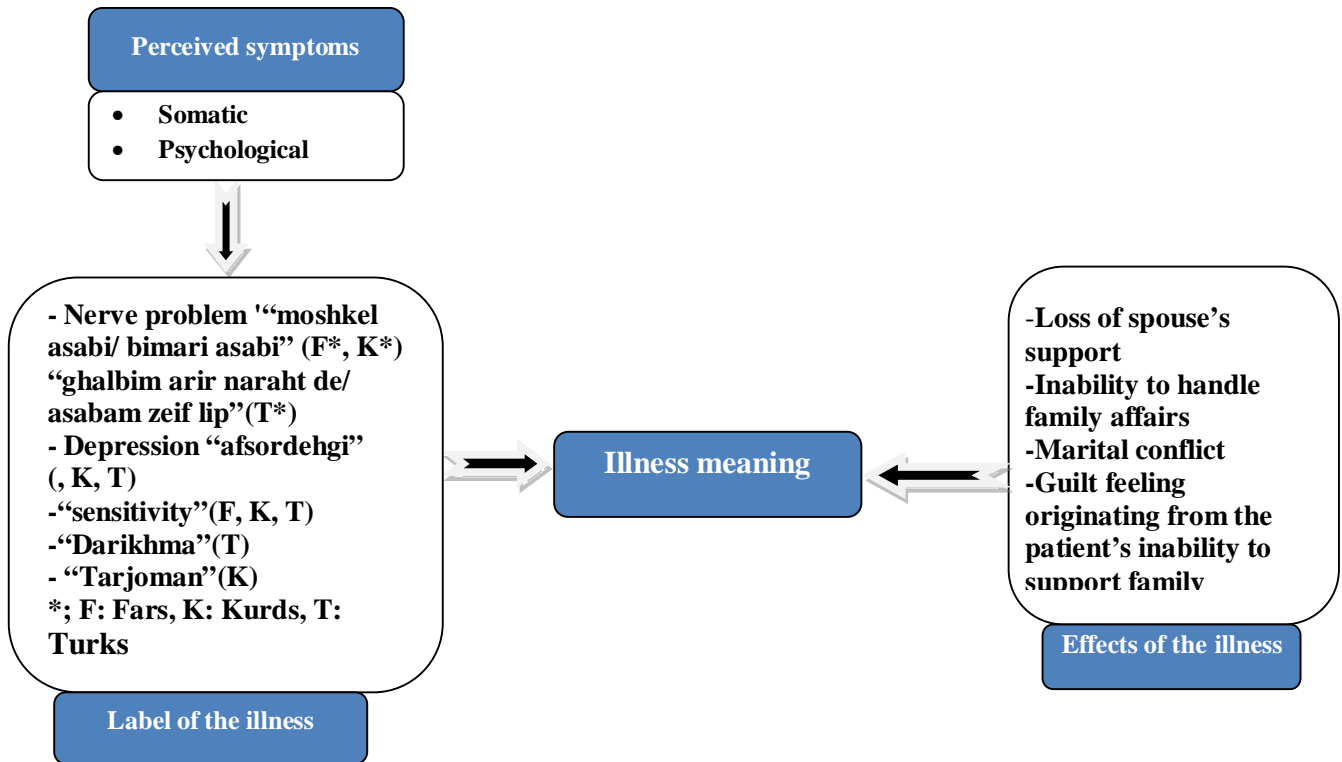 Perceived symptoms
• Somatic
• Psychological
- Nerve problem '“moshkel
asabi/ bimari asabi” (F*, K*)
“ghalbim arir naraht de/
asabam zeif lip”(T*)
- Depression “afsordehgi”
(, K, T)
-“sensitivity”(F, K, T)
-“Darikhma”(T)
- “Tarjoman”(K)
*; F: Fars, K: Kurds, T:
Turks
Label of the illness
Illness meaning
-Loss of spouse’s
support
-Inability to handle
family affairs
-Marital conflict
-Guilt feeling
originating from the
patient’s inability to
support family
Effects of the illness